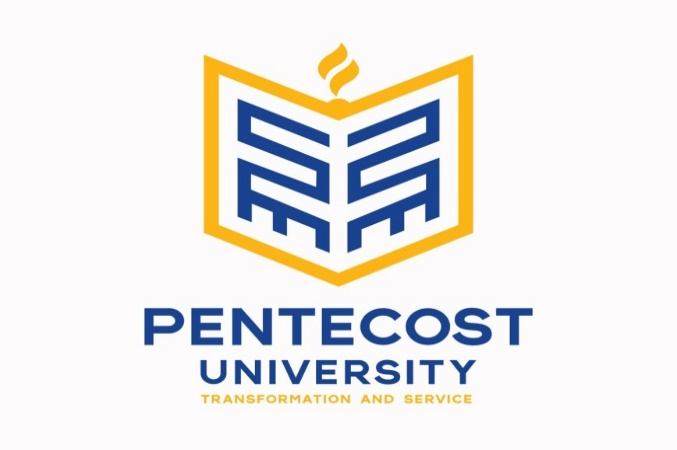 PENTECOST
UNIVERSITY
TRANSFORMATION AND SERVICE